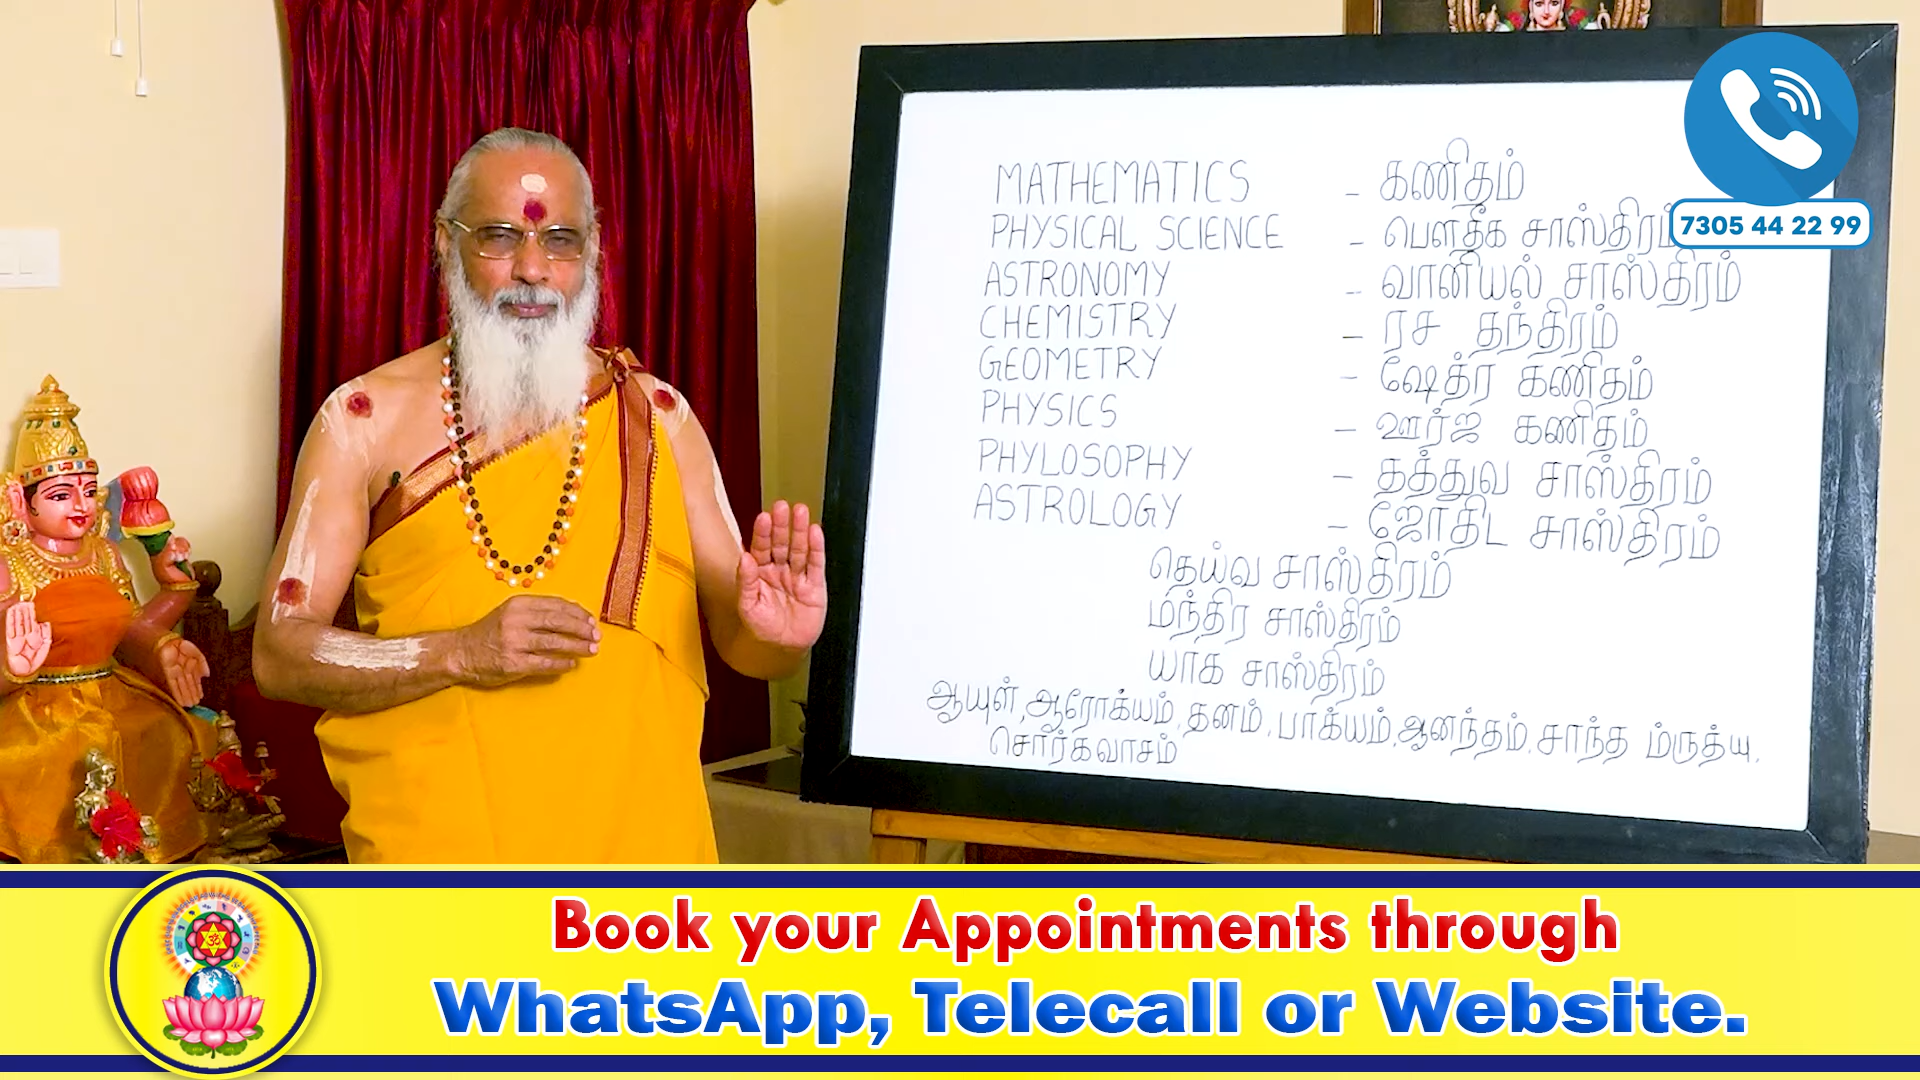 MATHEMATICS - கணிதம்
PHYSICAL SCIENCE - பௌதீக சாஸ்திரம்
ASTRONOMY - வானியல் சாஸ்திரம்
CHEMISTRY - ரச தந்திரம்
GEOMETRY - ஷேத்ர கணிதம்
PHYSICS - ஊர்ஜ கணிதம்
PHYLOSOPHY - தத்துவ சாஸ்திரம்
ASTROLOGY - ஜோதிட சாஸ்திரம்
தெய்வ சாஸ்திரம்
மந்திர சாஸ்திரம்
யாக சாஸ்திரம்
ஆயுள், ஆரோக்யம், தனம், பாக்யம், ஆனந்தம், சாந்த ம்ருத்யு,
சொர்கவாசம்
7305 44 22 99
Book your Appointments through
WhatsApp, Telecall or Website.